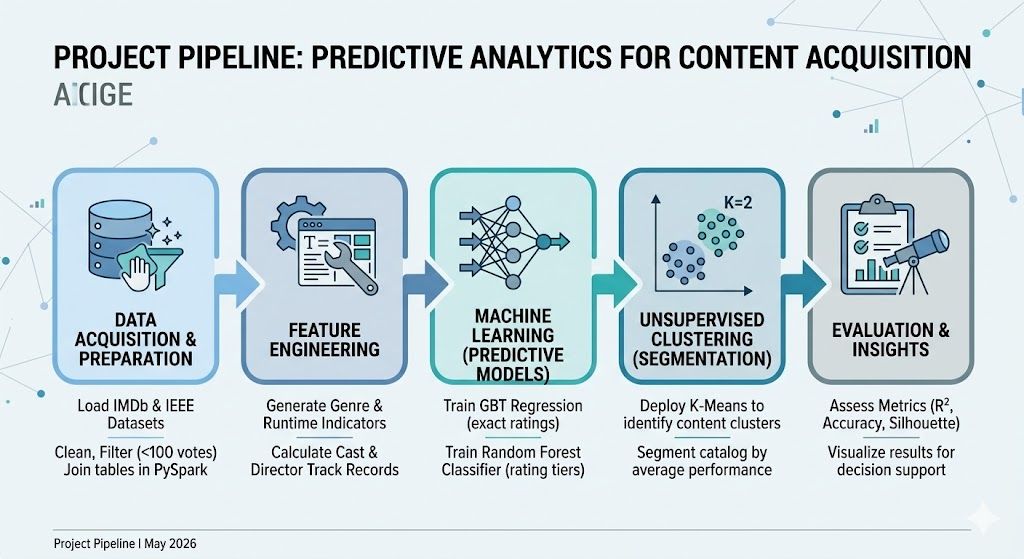 PROJECT PIPELINE: PREDICTIVE ANALYTICS FOR CONTENT ACQUISITION
K=2
T=
DATA
ACQUISITION &
PREPARATION
FEATURE
ENGINEERING
MACHINE
LEARNING
(PREDICTIVE
MODELS)
UNSUPERVISED
CLUSTERING
(SEGMENTATION)
EVALUATION &
INSIGHTS
Load IMDb & IEEE
Datasets
Clean, Filter (<100 votes)
Join tables in PySpark
Generate Genre &
Runtime Indicators
Calculate Cast &
Director Track Records
Train GBT Regression
(exact ratings)
Train Random Forest
Classifier (rating tiers)
Deploy K-Means to
identify content clusters
Segment catalog by
average performance
Assess Metrics (R²,
Accuracy, Silhouette)
Visualize results for
decision support
Project Pipeline | May 2026